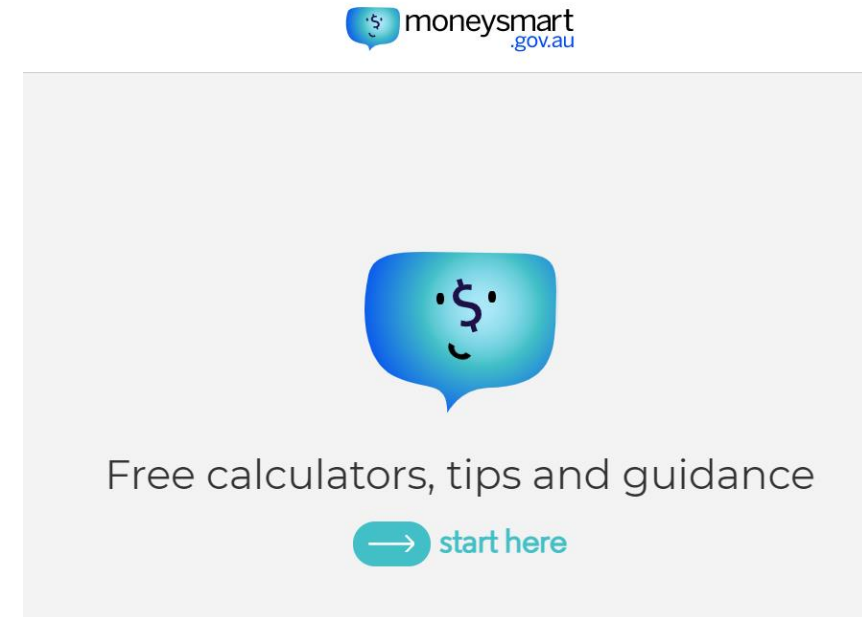 moneysmart
.gov.au
$
Free calculators, tips and guidance
start here